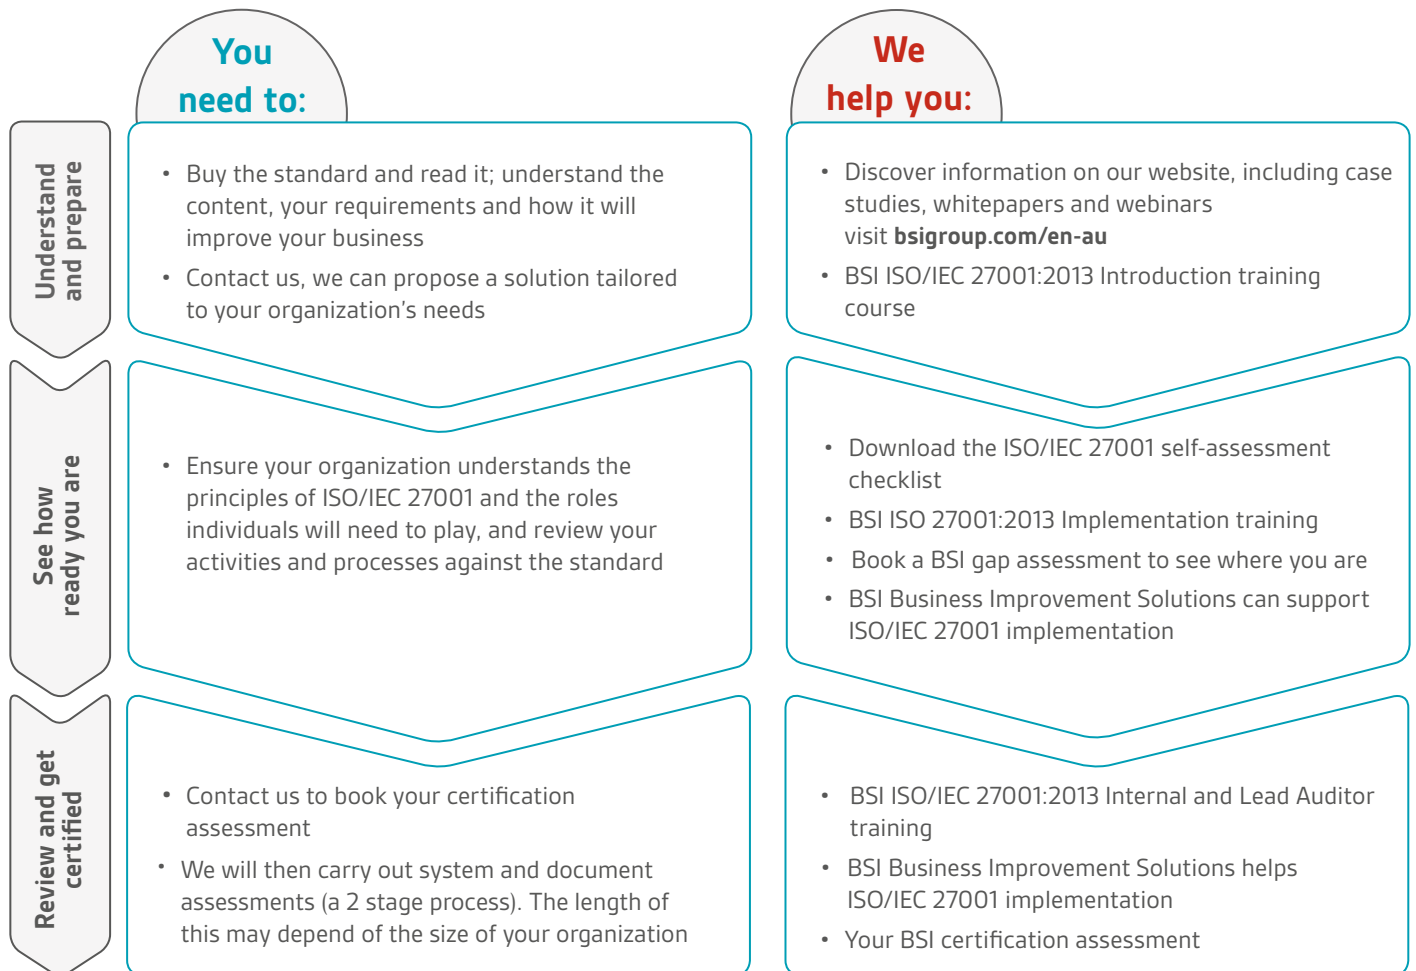 You
need to:
We
help you:
Understand
and prepare
• Buy the standard and read it; understand the
content, your requirements and how it will
improve your business
• Contact us, we can propose a solution tailored
to your organization's needs
• Discover information on our website, including case
studies, whitepapers and webinars
visit bsigroup.com/en-au
• BSI ISO/IEC 27001:2013 Introduction training
course
See how
ready you are
• Ensure your organization understands the
principles of ISO/IEC 27001 and the roles
individuals will need to play, and review your
activities and processes against the standard
• Download the ISO/IEC 27001 self-assessment
checklist
• BSI ISO 27001:2013 Implementation training
• Book a BSI gap assessment to see where you are
• BSI Business Improvement Solutions can support
ISO/IEC 27001 implementation
Review and get
certified
• Contact us to book your certification
assessment
• We will then carry out system and document
assessments (a 2 stage process). The length of
this may depend of the size of your organization
• BSI ISO/IEC 27001:2013 Internal and Lead Auditor
training
• BSI Business Improvement Solutions helps
ISO/IEC 27001 implementation
• Your BSI certification assessment